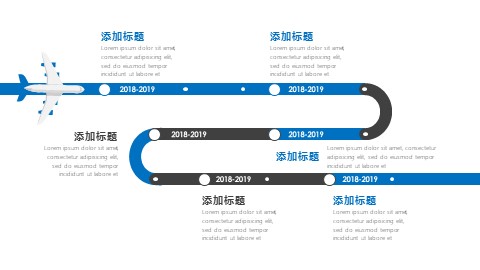 添加标题
Lorem ipsum dolor sit amet,
consectetur adipiscing elit,
sed do eiusmod tempor
incididunt ut labore et
添加标题
Lorem ipsum dolor sit amet,
consectetur adipiscing elit,
sed do eiusmod tempor
incididunt ut labore et
2018-2019
2018-2019
添加标题
Lorem ipsum dolor sit amet,
consectetur adipiscing elit,
sed do eiusmod tempor
incididunt ut labore et
2018-2019
2018-2019
添加标题
Lorem ipsum dolor sit amet, consectetur
adipiscing elit, sed do eiusmod tempor
incididunt ut labore et
2018-2019
2018-2019
添加标题
Lorem ipsum dolor sit amet,
consectetur adipiscing elit,
sed do eiusmod tempor
incididunt ut labore et
添加标题
Lorem ipsum dolor sit amet,
consectetur adipiscing elit,
sed do eiusmod tempor
incididunt ut labore et